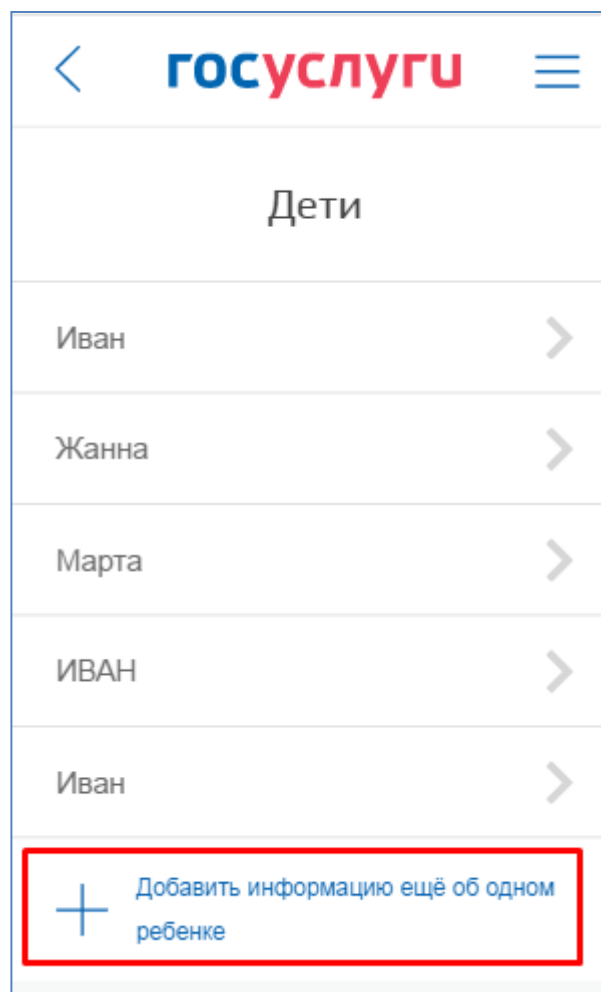 госуслуги
Дети
Иван
Жанна
Марта
ИВАН
Иван
Добавить информацию ещё об одном
ребенке